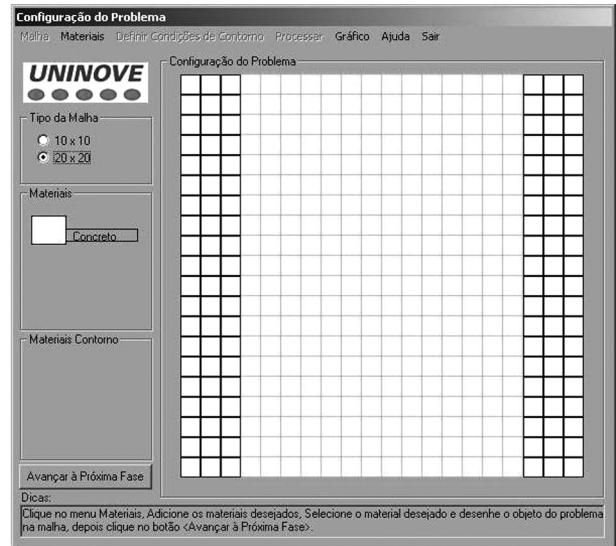 Configuração do Problema
Malha Materiais Definir Condições de Contorno Processar Gráfico Ajuda Sair
UNINOVE
Configuração do Problema
Tipo da Malha
10 x 10
20 x 20
Materiais
Concreto
Materiais Contorno
Avançar à Próxima Fase
Dicas:
Clique no menu Materiais, Adicione os materiais desejados, Selecione o material desejado e desenhe o objeto do problema
na malha, depois clique no botão <Avançar à Próxima Fase>.